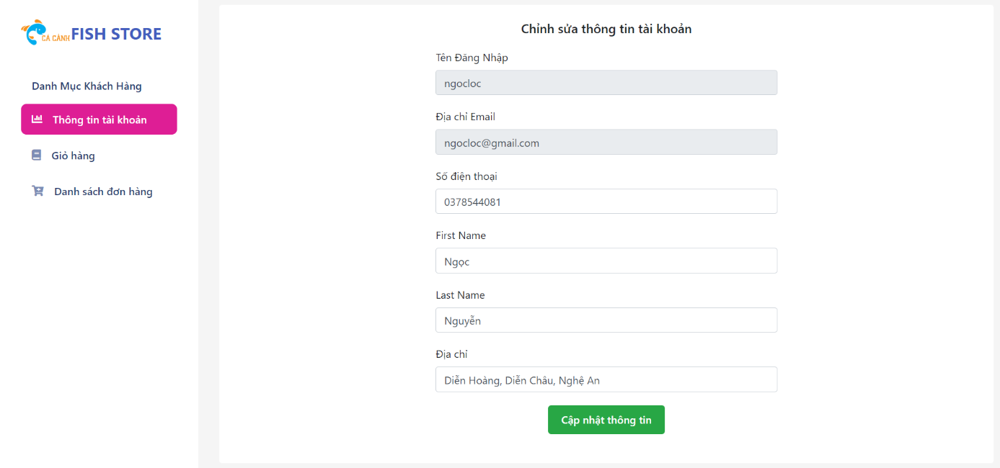 CÁ CẢNH FISH STORE
Danh Mục Khách Hàng
Thông tin tài khoản
Giỏ hàng
Danh sách đơn hàng
Chỉnh sửa thông tin tài khoản
Tên Đăng Nhập
ngocloc
Địa chỉ Email
ngocloc@gmail.com
Số điện thoại
0378544081
First Name
Ngọc
Last Name
Nguyễn
Địa chỉ
Diễn Hoàng, Diễn Châu, Nghệ An
Cập nhật thông tin